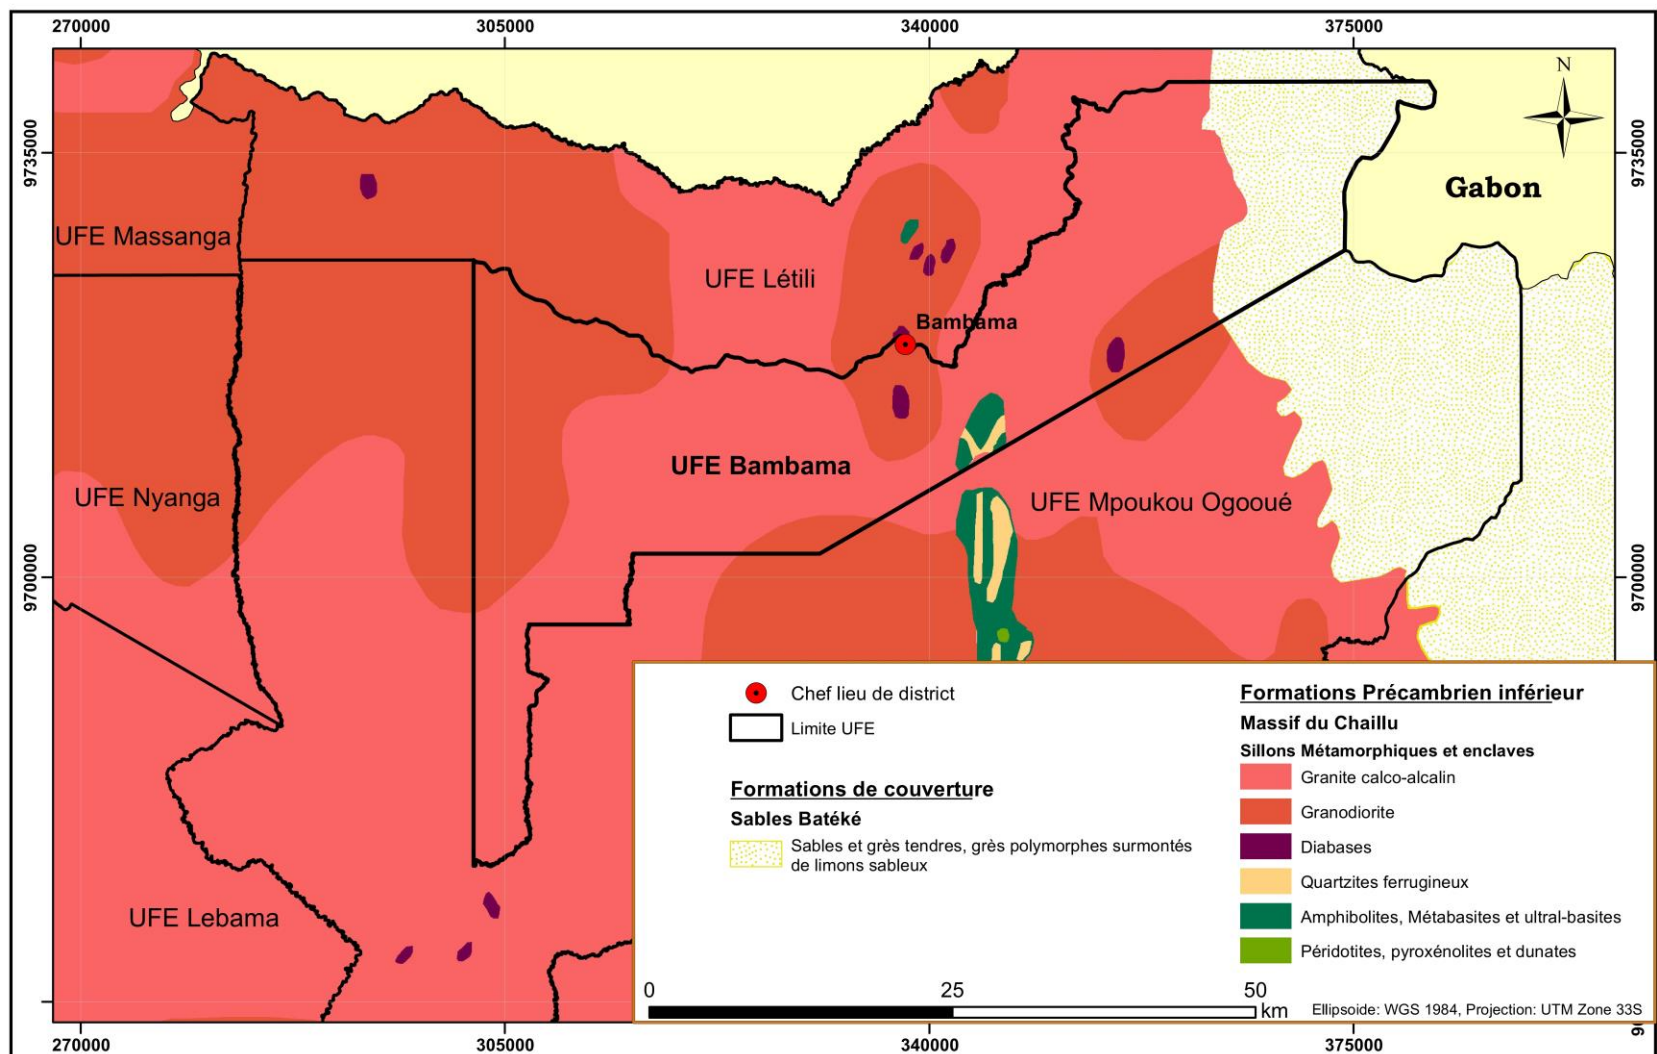 270000
305000
340000
375000
N
9735000
9735000
Gabon
UFE Massanga
UFE Létili
Bambama
UFE Bambama
UFE Nyanga
UFE Mpoukou Ogooué
9700000
9700000
UFE Lebama
Chef lieu de district
Limite UFE
Formations de couverture
Sables Batéké
Sables et grès tendres, grès polymorphes surmontés
de limons sableux
Formations Précambrien inférieur
Massif du Chaillu
Sillons Métamorphiques et enclaves
Granite calco-alcalin
Granodiorite
Diabases
Quartzites ferrugineux
Amphibolites, Métabasites et ultral-basites
Péridotites, pyroxénolites et dunates
0
25
50
km
Ellipsoide: WGS 1984, Projection: UTM Zone 33S
270000
305000
340000
375000